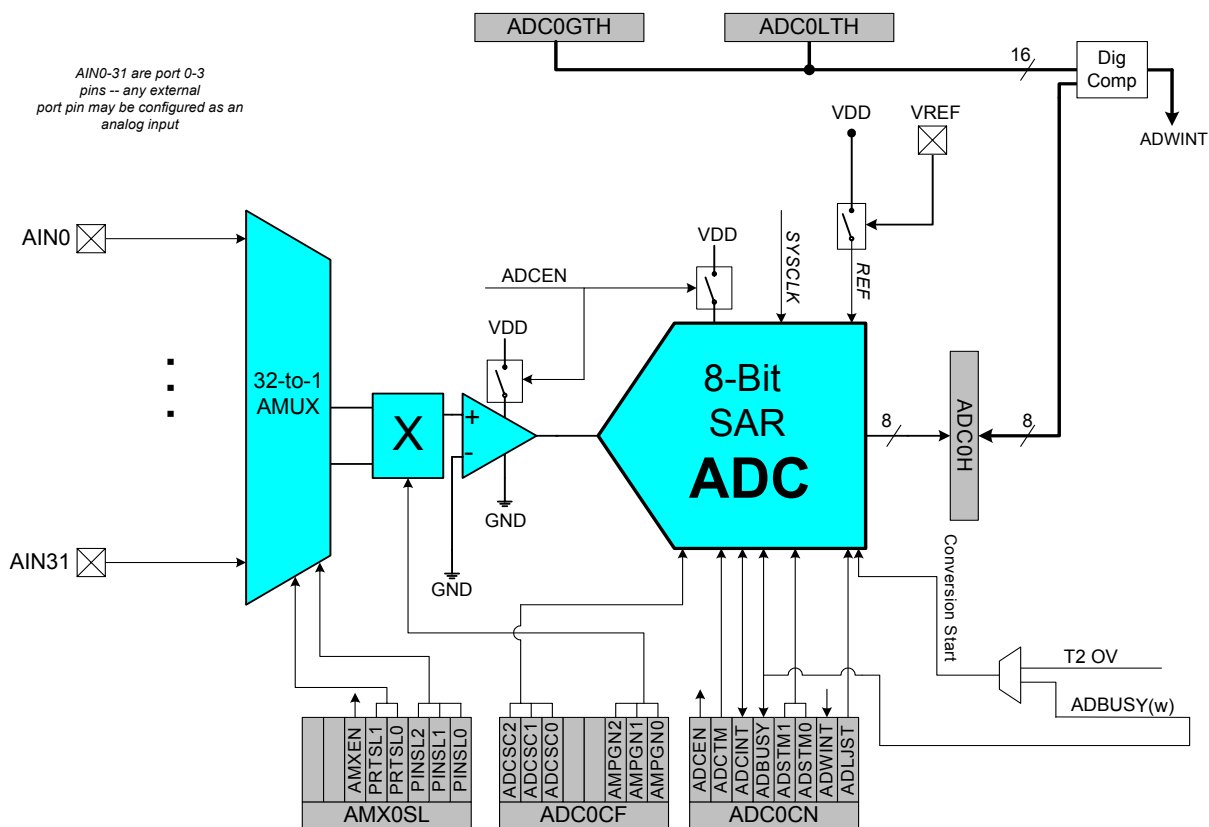 ADC0GTH
ADC0LTH
16
Dig
Comp
ADWINT
AIN0-31 are port 0-3
pins -- any external
port pin may be configured as an
analog input
VDD
VREF
AIN0
VDD
SYSCLK
REF
ADCEN
VDD
32-to-1
AMUX
X
+
-
8-Bit
SAR
ADC
8
ADC0H
8
GND
GND
AIN31
Conversion Start
T2 OV
ADBUSY(w)
AMXEN
PRTSL1
PRTSL0
PINSL2
PINSL1
PINSL0
AMX0SL
ADCSC2
ADCSC1
ADCSC0
AMPGN2
AMPGN1
AMPGN0
ADC0CF
ADCEN
ADCTM
ADCINT
ADBUSY
ADSTM1
ADSTM0
ADWINT
ADLJST
ADC0CN